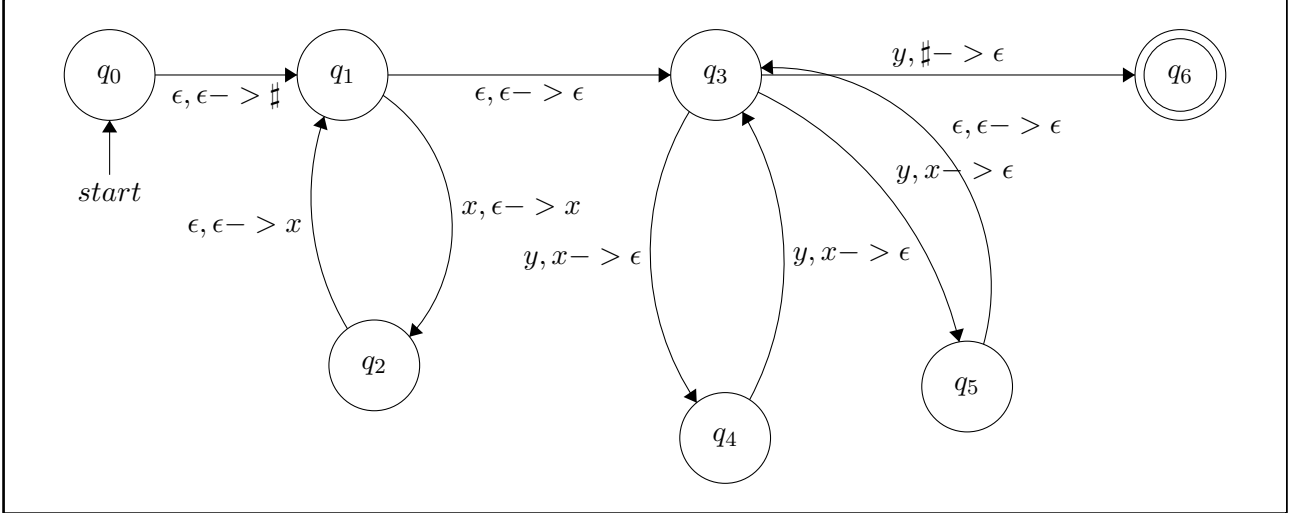 q0
q1
q3
q6
ϵ, ϵ− > ♯
ϵ, ϵ− > ϵ
y, ♯− > ϵ
ϵ, ϵ− > ϵ
start
y, x− > ϵ
x, ϵ− > x
ϵ, ϵ− > x
y, x− > ϵ
y, x− > ϵ
q2
q5
q4